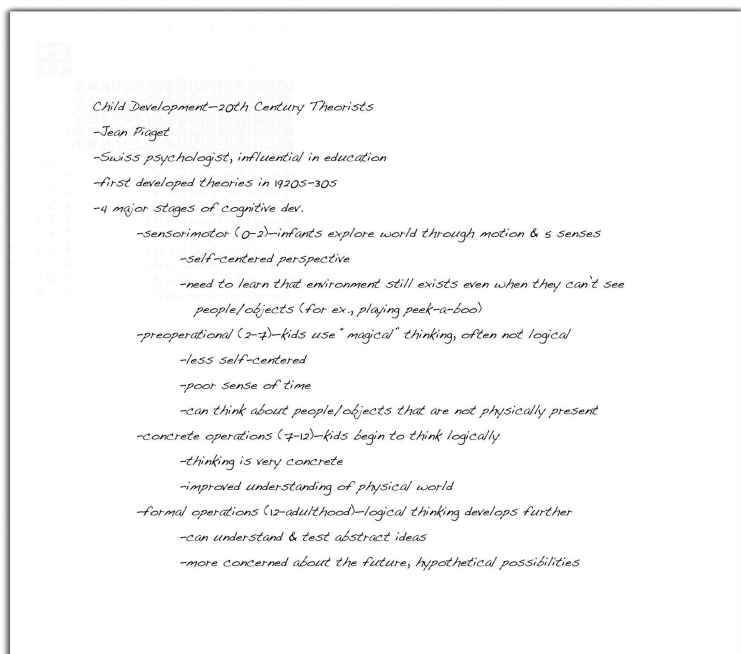 Child Development—20th Century Theorists
-Jean Piaget
-Swiss psychologist, influential in education
-first developed theories in 1920s-30s
-4 major stages of cognitive dev.
-sensorimotor (0-2)—infants explore world through motion & 5 senses
-self-centered perspective
-need to learn that environment still exists even when they can't see
people/objects (for ex., playing peek-a-boo)
-preoperational (2-7)—kids use "magical" thinking, often not logical
-less self-centered
-poor sense of time
-can think about people/objects that are not physically present
-concrete operations (7-12)—kids begin to think logically
-thinking is very concrete
-improved understanding of physical world
-formal operations (12-adulthood)—logical thinking develops further
-can understand & test abstract ideas
-more concerned about the future, hypothetical possibilities